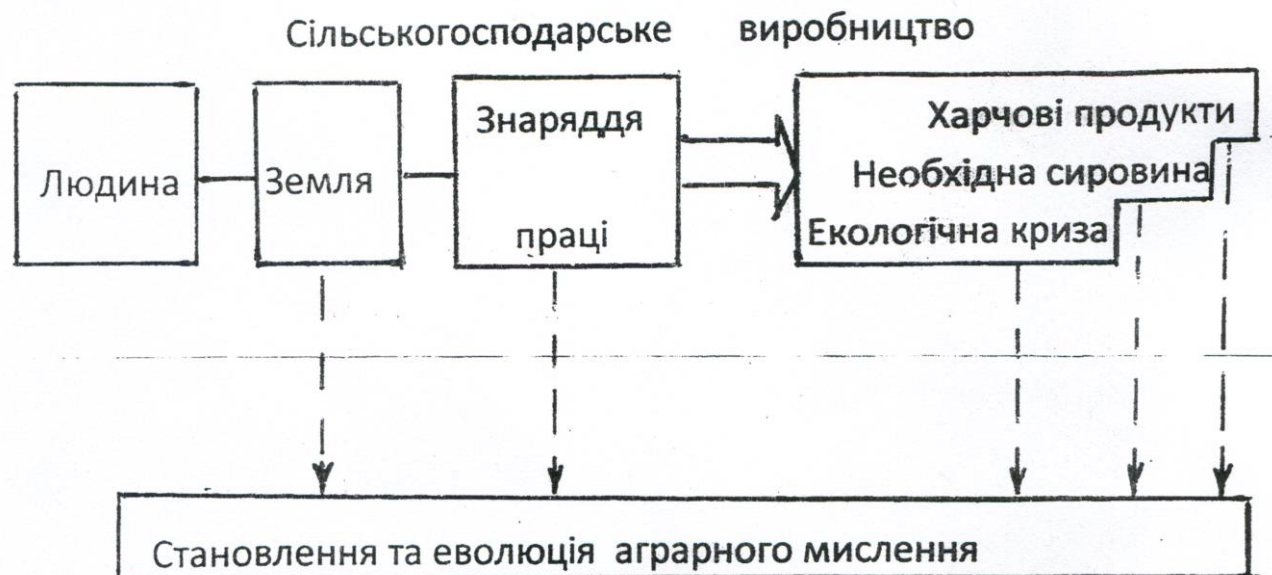 Сільськогосподарське виробництво
Людина
Земля
Знаряддя
праці
Харчові продукти
Необхідна сировина
Екологічна криза
Становлення та еволюція аграрного мислення